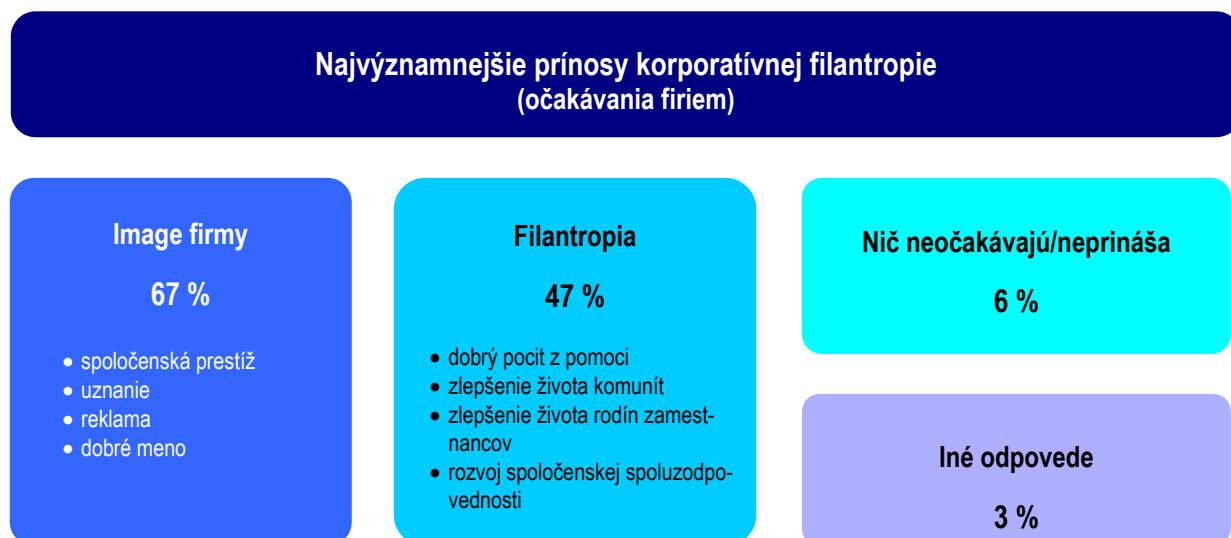 Najvýznamnejšie prínosy korporatívnej filantropie
(očakávania firiem)
Image firmy
67 %
• spoločenská prestíž
• uznanie
• reklama
• dobré meno
Filantropia
47 %
• dobrý pocit z pomoci
• zlepšenie života komunít
• zlepšenie života rodín zamest-
nancov
• rozvoj spoločenskej spoluzodpo-
vednosti
Nič neočakávajú/neprináša
6 %
Iné odpovede
3 %